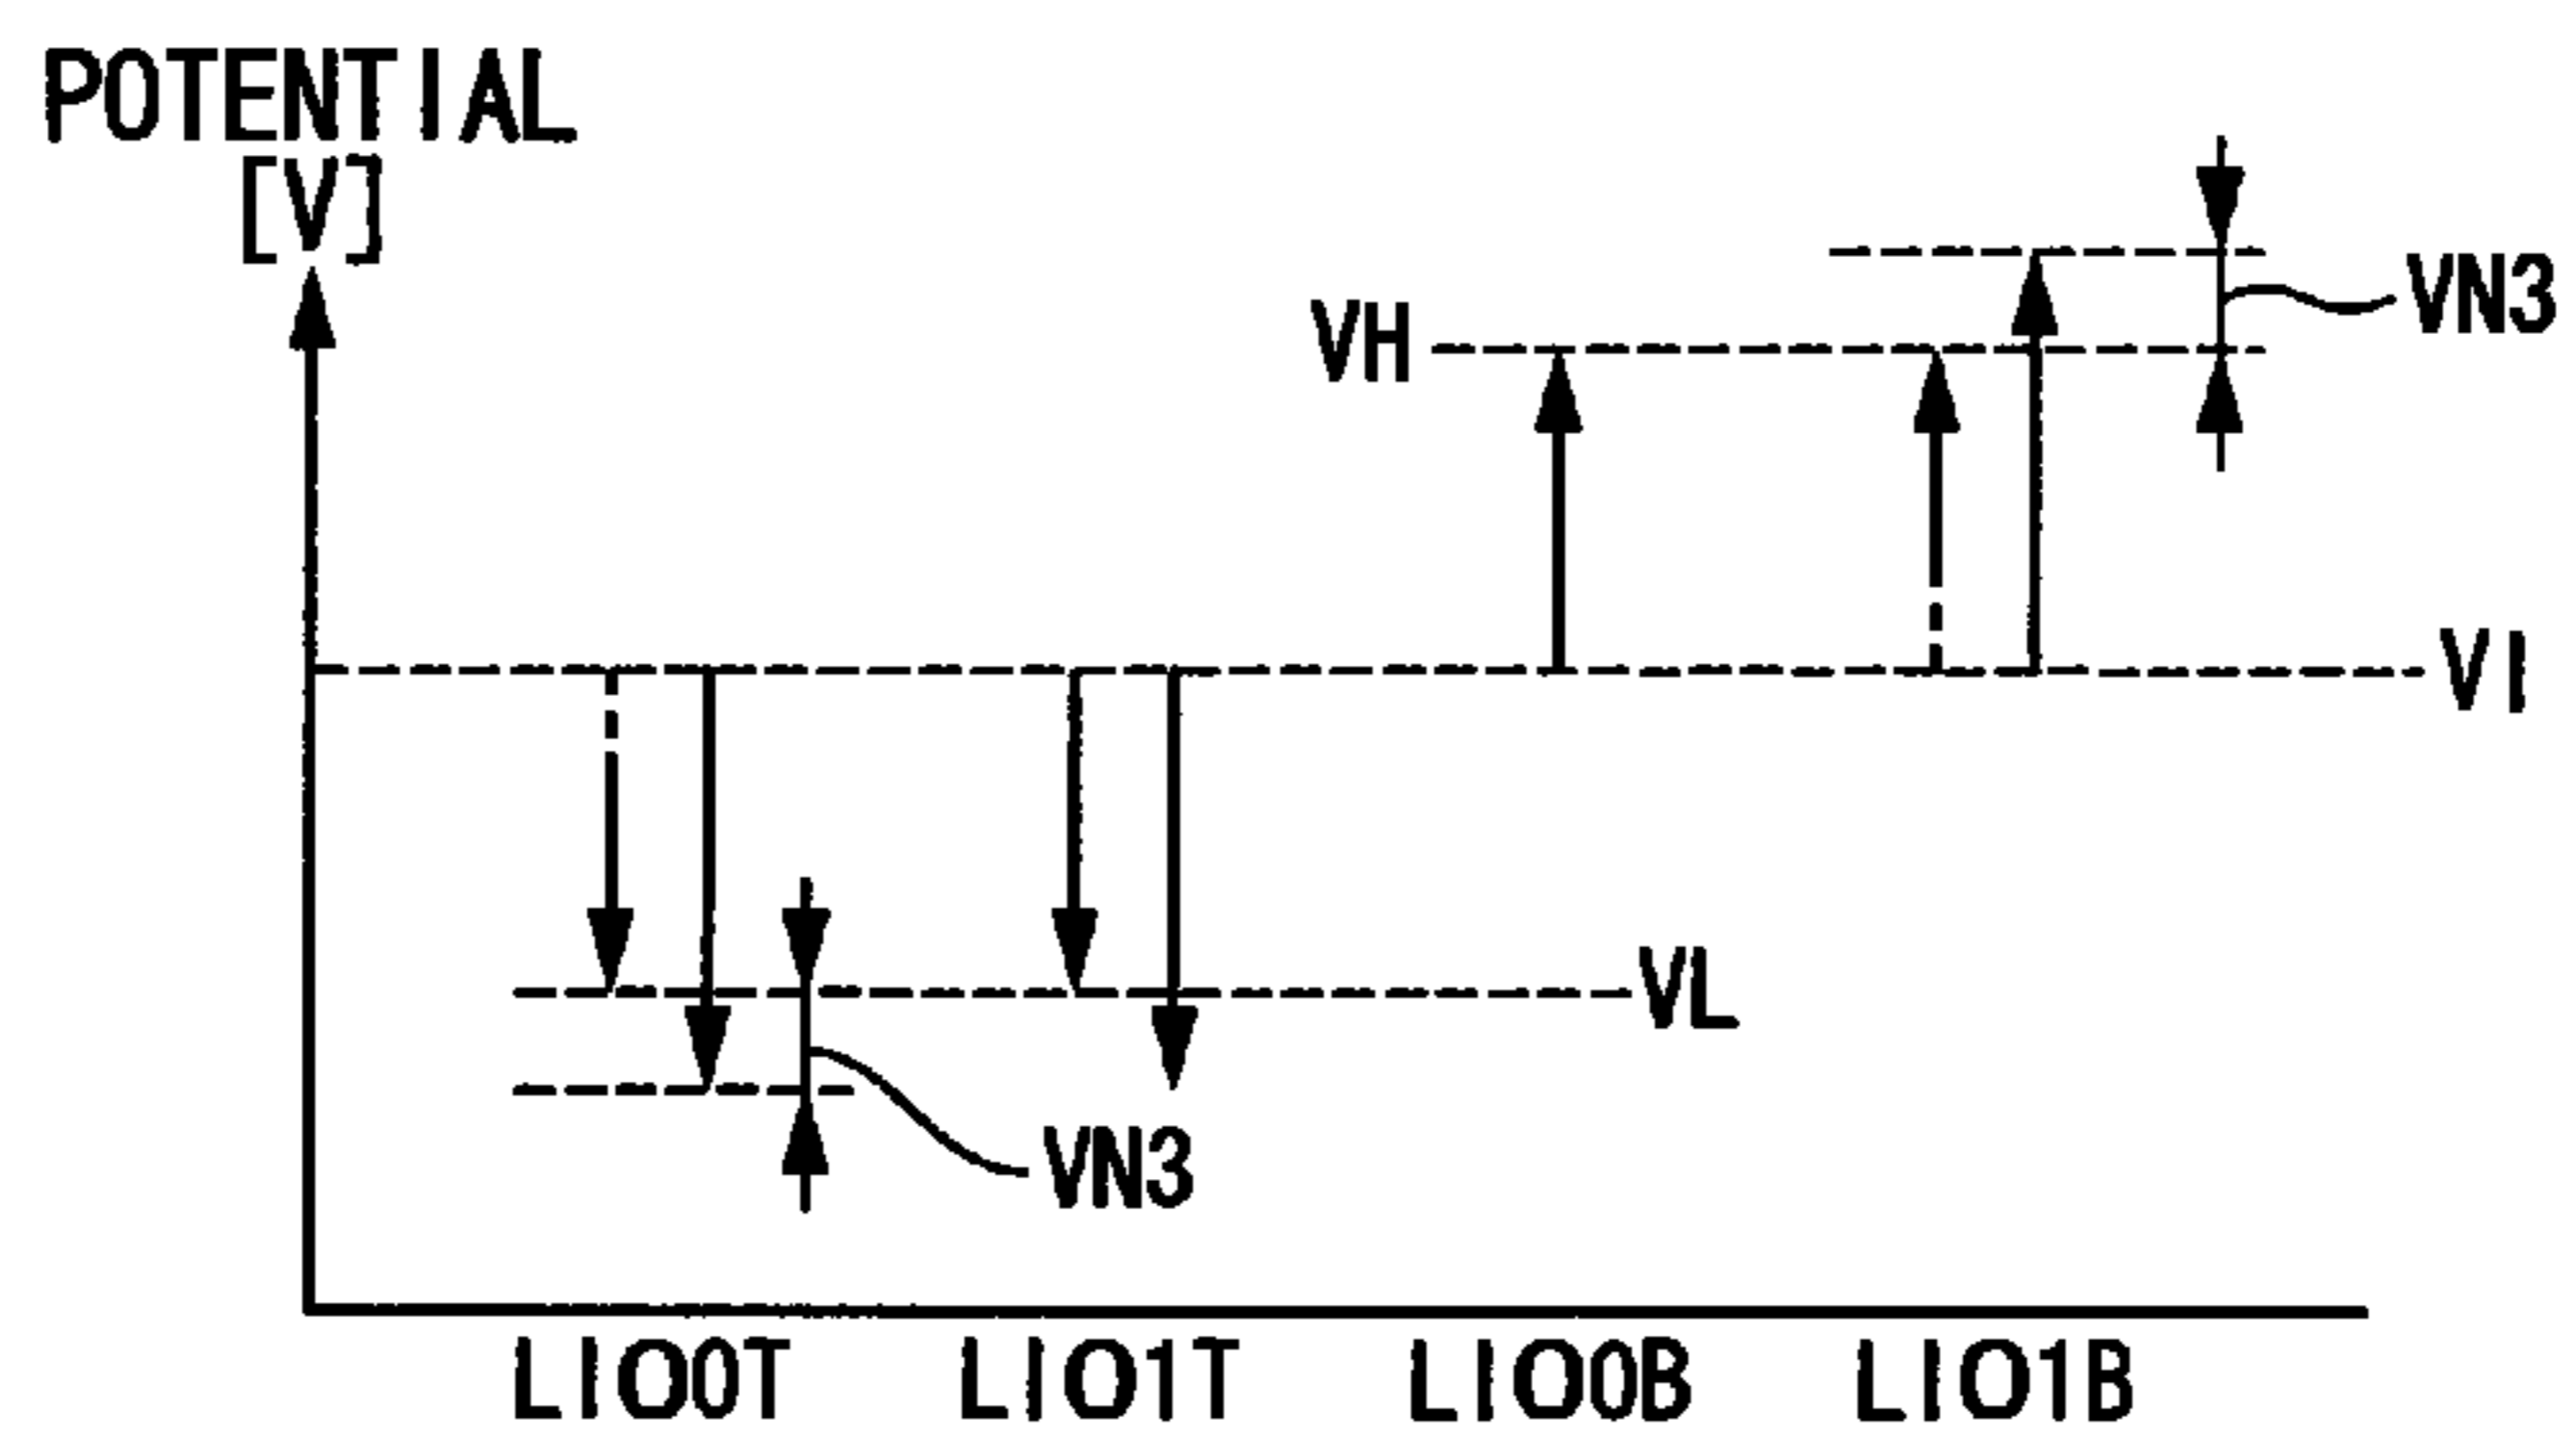 POTENTIAL
[V]
VN3
VH
VI
VL
VN3
LIO0T LIO1T LIO0B LIO1B